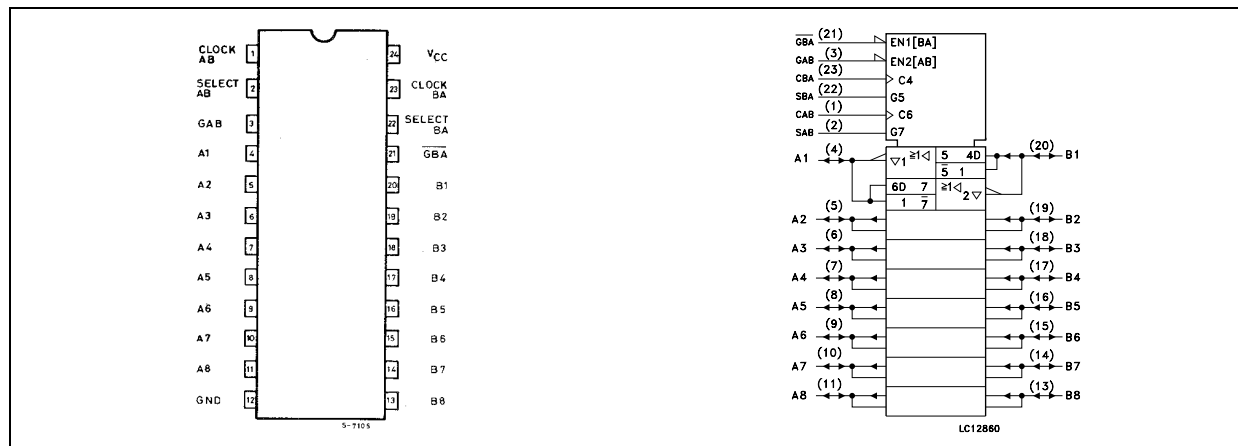 CLOCK AB 1 24 VCC
SELECT AB 2 23 CLOCK BA
GAB 3 22 SELECT BA
A1 4 21 GBA
A2 5 20 B1
A3 6 19 B2
A4 7 18 B3
A5 8 17 B4
A6 9 16 B5
A7 10 15 B6
A8 11 14 B7
GND 12 13 B8
S-7105
GBA (21) EN1[BA]
GAB (3) EN2[AB]
CBA (23) C4
SBA (22) G5
CAB (1) C6
SAB (2) G7
A1 (4) ▽1 ≧1◁ 5 4D (20) B1
5̅ 1
6D 7 ≧1◁ 2▽
1 7̅
A2 (5) (19) B2
A3 (6) (18) B3
A4 (7) (17) B4
A5 (8) (16) B5
A6 (9) (15) B6
A7 (10) (14) B7
A8 (11) (13) B8
LC12860